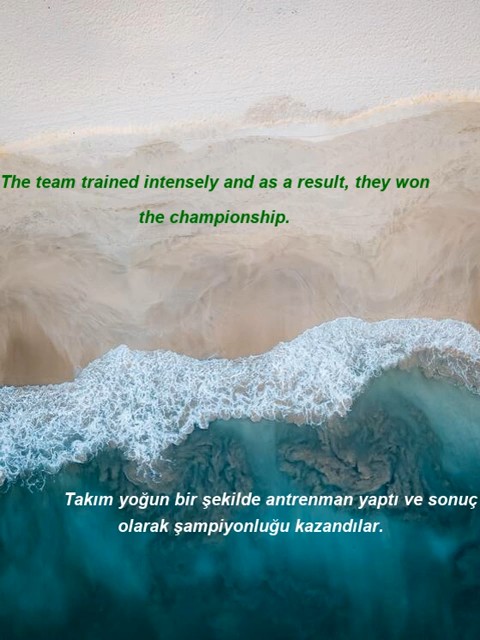 The team trained intensely and as a result, they won
the championship.
Takım yoğun bir şekilde antrenman yaptı ve sonuç
olarak şampiyonluğu kazandılar.